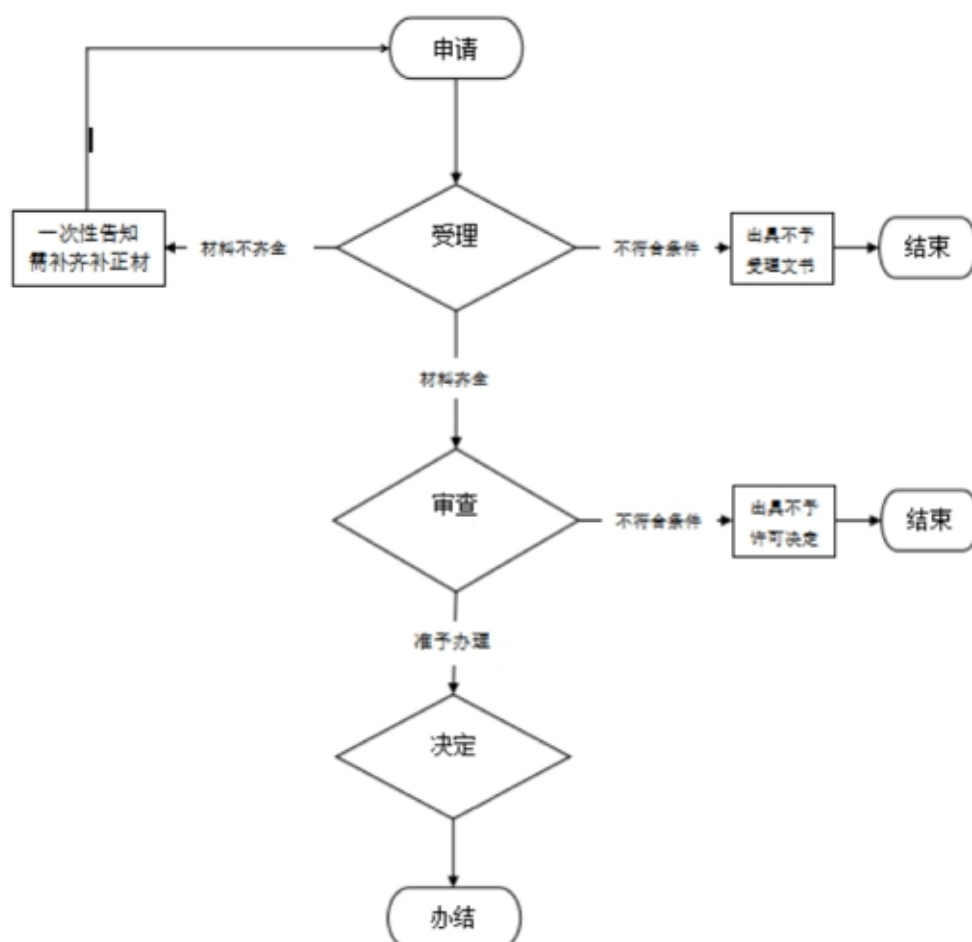 申请
受理
一次性告知
需补齐补正材
材料不齐全
不符合条件
出具不予
受理文书
结束
材料齐全
审查
不符合条件
出具不予
许可决定
结束
准予办理
决定
办结